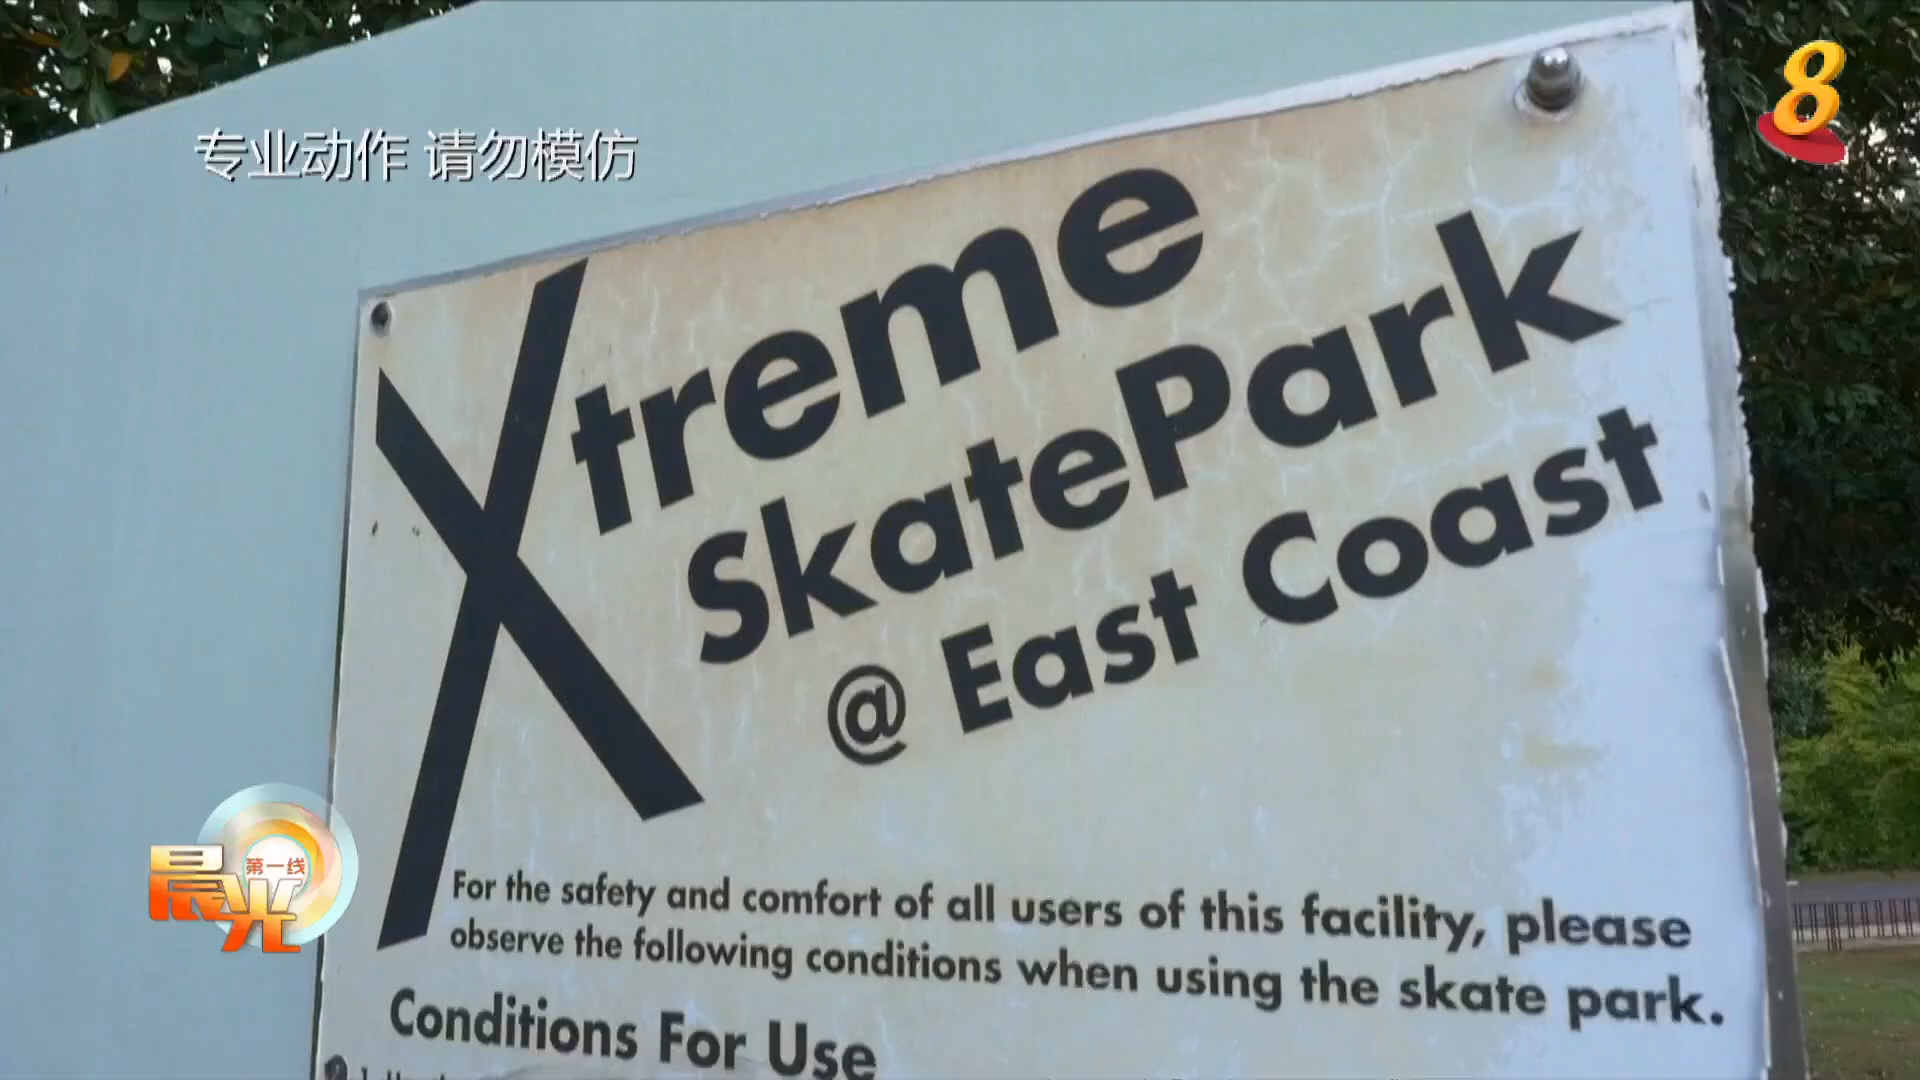 8
专业动作 请勿模仿
Xtreme
SkatePark
@ East Coast
第一线
晨光
For the safety and comfort of all users of this facility, please
observe the following conditions when using the skate park.
Conditions For Use